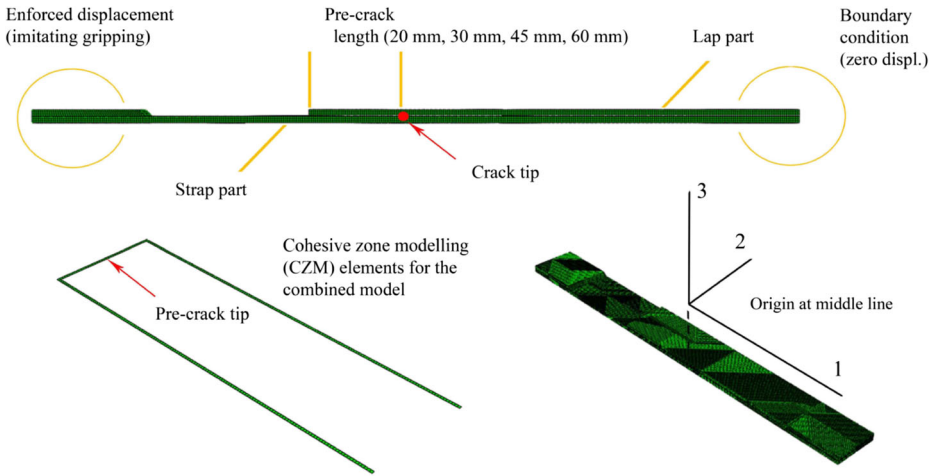 Enforced displacement
(imitating gripping)
Pre-crack
length (20 mm, 30 mm, 45 mm, 60 mm)
Lap part
Boundary
condition
(zero displ.)
Strap part
Crack tip
Cohesive zone modelling
(CZM) elements for the
combined model
Pre-crack tip
3
2
Origin at middle line
1